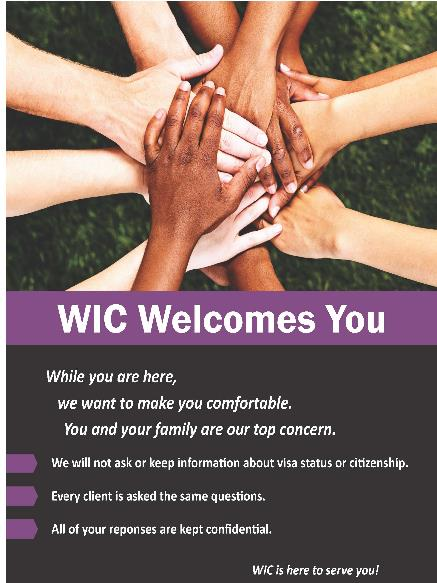 WIC Welcomes You
While you are here,
we want to make you comfortable.
You and your family are our top concern.
We will not ask or keep information about visa status or citizenship.
Every client is asked the same questions.
All of your reponses are kept confidential.
WIC is here to serve you!